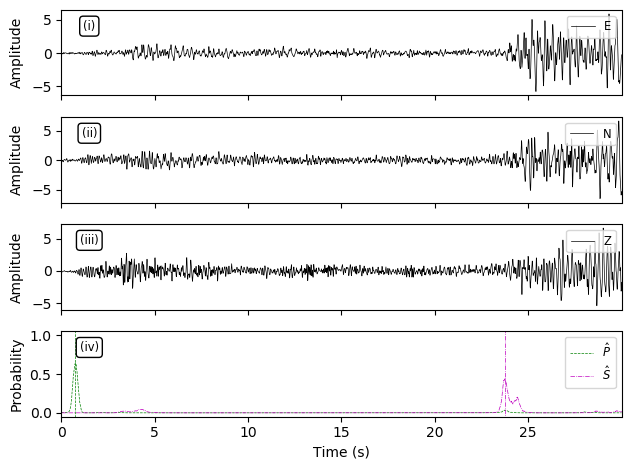 Amplitude
5
0
−5
(i)
E
Amplitude
5
0
−5
(ii)
N
Amplitude
5
0
−5
(iii)
Z
Probability
1.0
0.5
0.0
(iv)
P̂
Ŝ
0 5 10 15 20 25
Time (s)